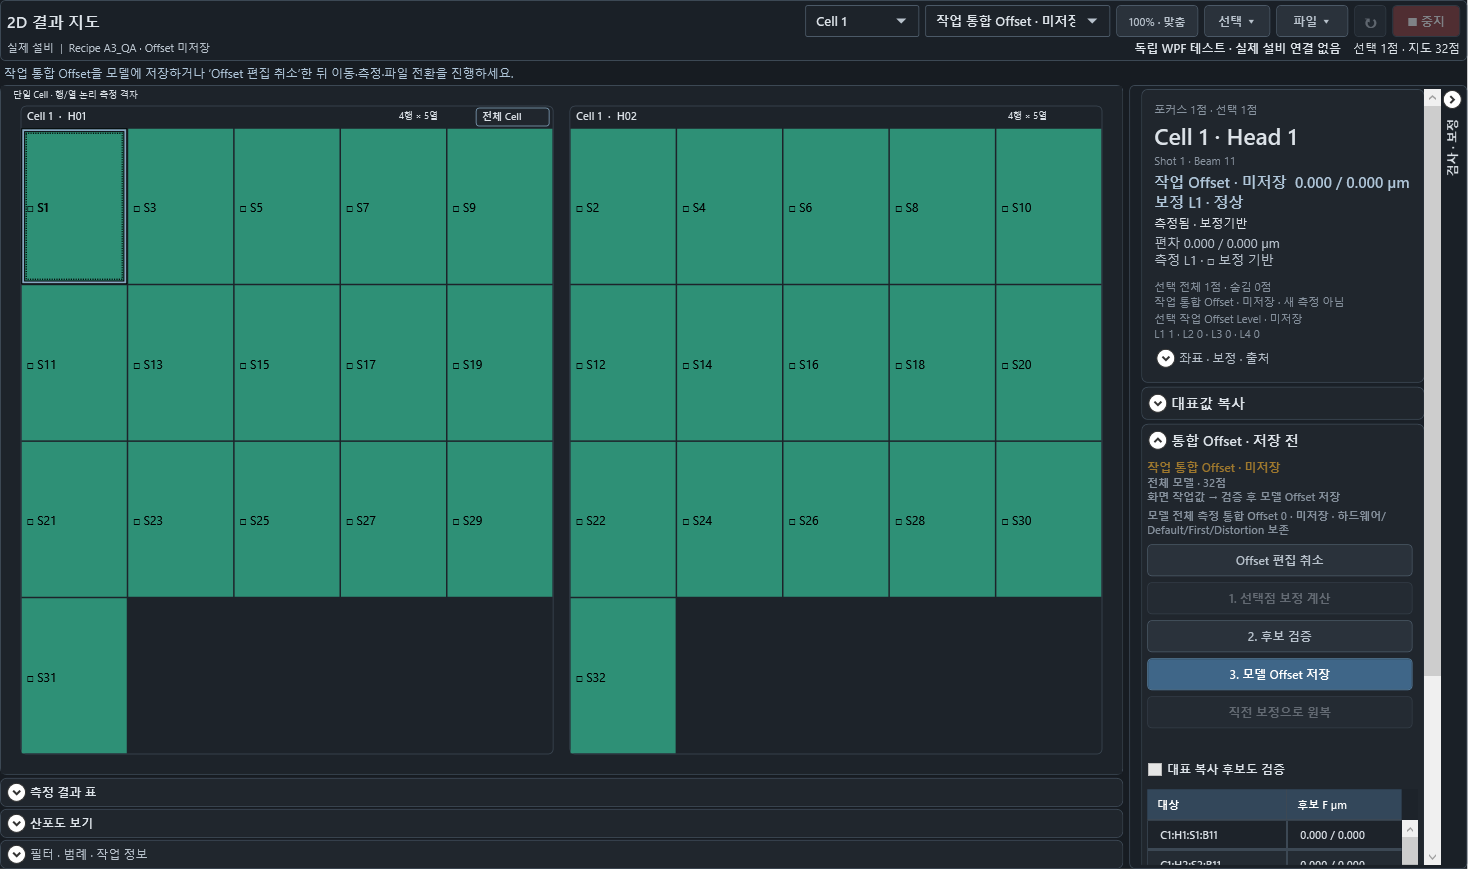 2D 결과 지도
Cell 1
작업 통합 Offset · 미저장
100% · 맞춤
선택
파일
중지
실제 설비 | Recipe A3_QA · Offset 미저장
독립 WPF 테스트 · 실제 설비 연결 없음 선택 1점 · 지도 32점
작업 통합 Offset을 모델에 저장하거나 ‘Offset 편집 취소’한 뒤 이동·측정·파일 전환을 진행하세요.
단일 Cell · 행/열 논리 측정 격자
Cell 1 · H01
4행 × 5열
전체 Cell
S1 S3 S5 S7 S9
S11 S13 S15 S17 S19
S21 S23 S25 S27 S29
S31
Cell 1 · H02
4행 × 5열
S2 S4 S6 S8 S10
S12 S14 S16 S18 S20
S22 S24 S26 S28 S30
S32
측정 결과 표
산포도 보기
필터 · 범례 · 작업 정보
포커스 1점 · 선택 1점
Cell 1 · Head 1
Shot 1 · Beam 11
작업 Offset · 미저장 0.000 / 0.000 µm
보정 L1 · 정상
측정됨 · 보정기반
편차 0.000 / 0.000 µm
측정 L1 · □ 보정 기반
선택 전체 1점 · 숨김 0점
작업 통합 Offset · 미저장 · 새 측정 아님
선택 작업 Offset Level · 미저장
L1 1 · L2 0 · L3 0 · L4 0
좌표 · 보정 · 출처
대표값 복사
통합 Offset · 저장 전
작업 통합 Offset · 미저장
전체 모델 · 32점
화면 작업값 → 검증 후 모델 Offset 저장
모델 전체 측정 통합 Offset 0 · 미저장 · 하드웨어/
Default/First/Distortion 보존
Offset 편집 취소
1. 선택점 보정 계산
2. 후보 검증
3. 모델 Offset 저장
직전 보정으로 원복
대표 복사 후보도 검증
대상 후보 F µm
C1:H1:S1:B11 0.000 / 0.000
C1:H2:S2:B11 0.000 / 0.000